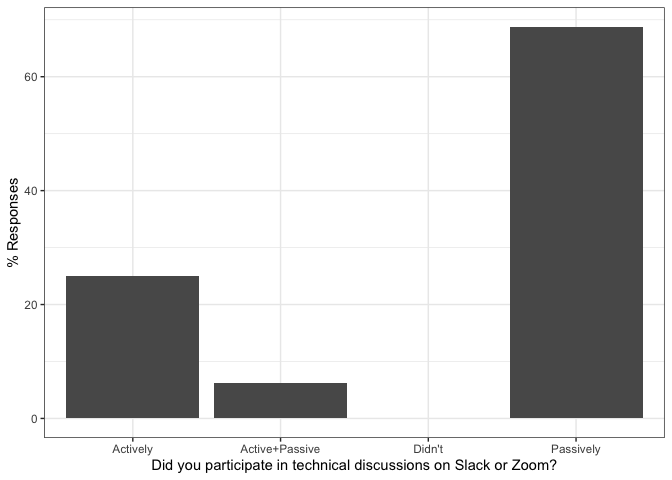 % Responses
60
40
20
0
Actively Active+Passive Didn't Passively
Did you participate in technical discussions on Slack or Zoom?